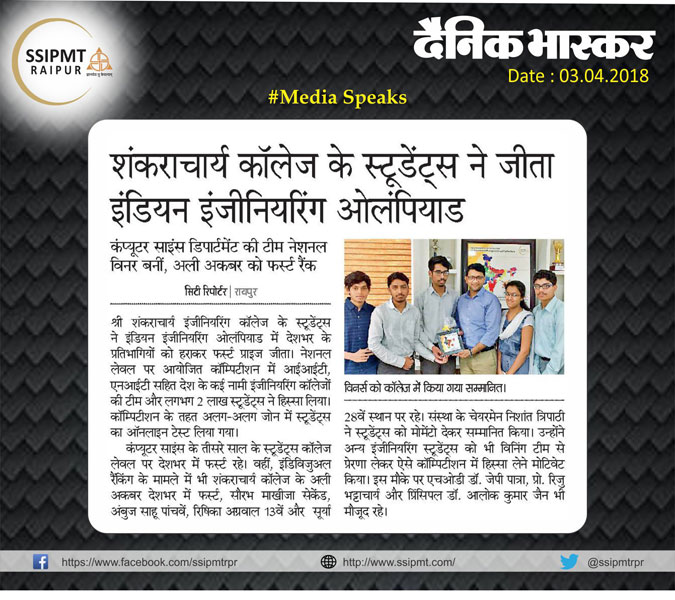 SSIPMT
RAIPUR
दैनिक भास्कर
Date : 03.04.2018
#Media Speaks
शंकराचार्य कॉलेज के स्टूडेंट्स ने जीता
इंडियन इंजीनियरिंग ओलंपियाड
कंप्यूटर साइंस डिपार्टमेंट की टीम नेशनल
विनर बनीं, अली अकबर को फर्स्ट रैंक
सिटी रिपोर्टर | रायपुर
श्री शंकराचार्य इंजीनियरिंग कॉलेज के स्टूडेंट्स
ने इंडियन इंजीनियरिंग ओलंपियाड में देशभर के
प्रतिभागियों को हराकर फर्स्ट प्राइज जीता। नेशनल
लेवल पर आयोजित कॉम्पिटीशन में आईआईटी,
एनआईटी सहित देश के कई नामी इंजीनियरिंग कॉलेजों
की टीम और लगभग 2 लाख स्टूडेंट्स ने हिस्सा लिया।
कॉम्पिटीशन के तहत अलग-अलग जोन में स्टूडेंट्स
का ऑनलाइन टेस्ट लिया गया।
कंप्यूटर साइंस के तीसरे साल के स्टूडेंट्स कॉलेज
लेवल पर देशभर में फर्स्ट रहे। वहीं, इंडिविजुअल
रैंकिंग के मामले में भी शंकराचार्य कॉलेज के अली
अकबर देशभर में फर्स्ट, सौरभ माखीजा सेकेंड,
अंबुज साहू पांचवें, रिषिका अग्रवाल 13वें और सूर्या
विनर्स को कॉलेज में किया गया सम्मानित।
28वें स्थान पर रहे। संस्था के चेयरमेन निशांत त्रिपाठी
ने स्टूडेंट्स को मोमेंटो देकर सम्मानित किया। उन्होंने
अन्य इंजीनियरिंग स्टूडेंट्स को भी विनिंग टीम से
प्रेरणा लेकर ऐसे कॉम्पिटीशन में हिस्सा लेने मोटिवेट
किया। इस मौके पर एचओडी डॉ. जेपी पात्रा, प्रो. रिजु
भट्टाचार्य और प्रिंसिपल डॉ. आलोक कुमार जैन भी
मौजूद रहे।
https://www.facebook.com/ssipmtrpr
http://www.ssipmt.com/
@ssipmtrpr